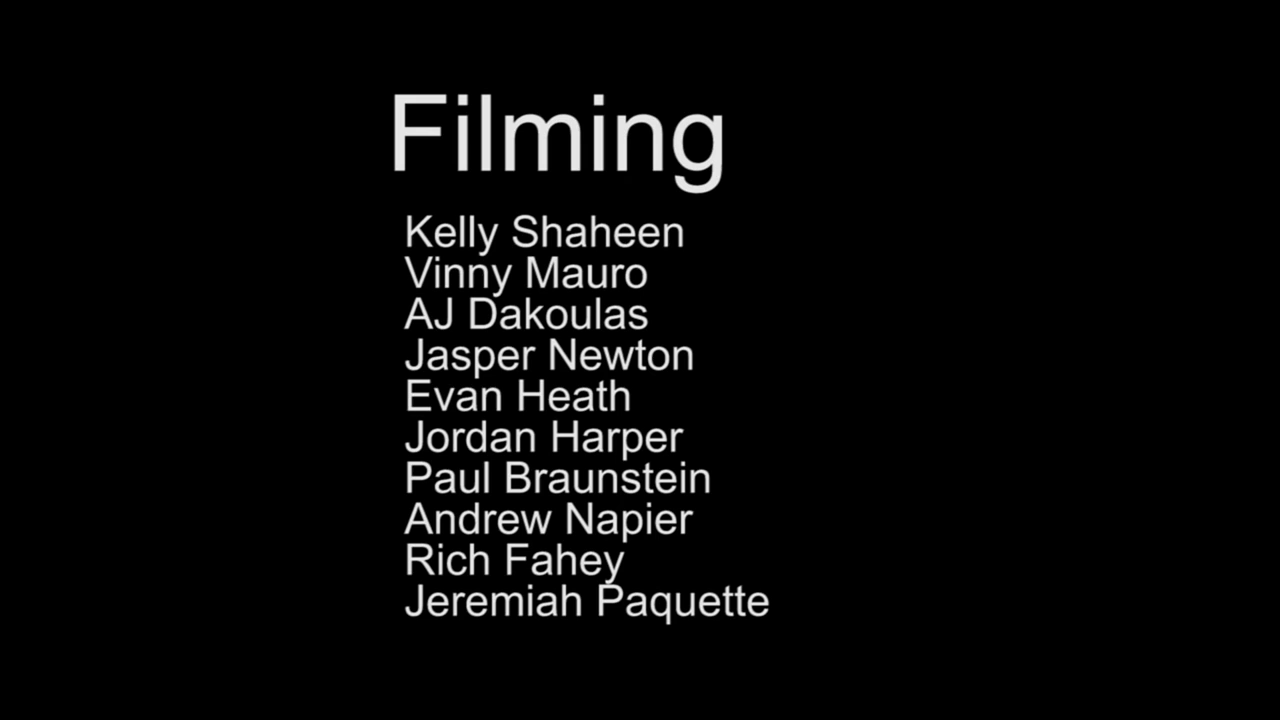 Filming
Kelly Shaheen
Vinny Mauro
AJ Dakoulas
Jasper Newton
Evan Heath
Jordan Harper
Paul Braunstein
Andrew Napier
Rich Fahey
Jeremiah Paquette